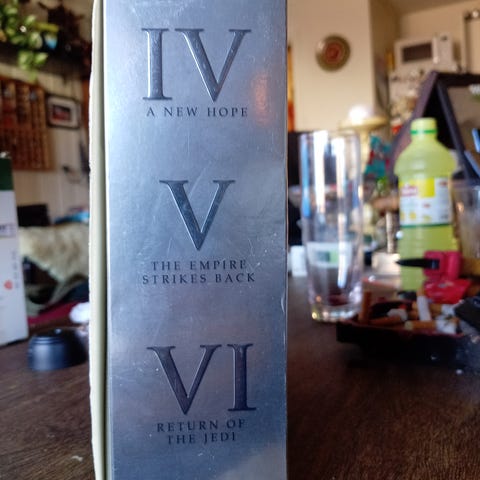 IV
A NEW HOPE
V
THE EMPIRE
STRIKES BACK
VI
RETURN OF
THE JEDI